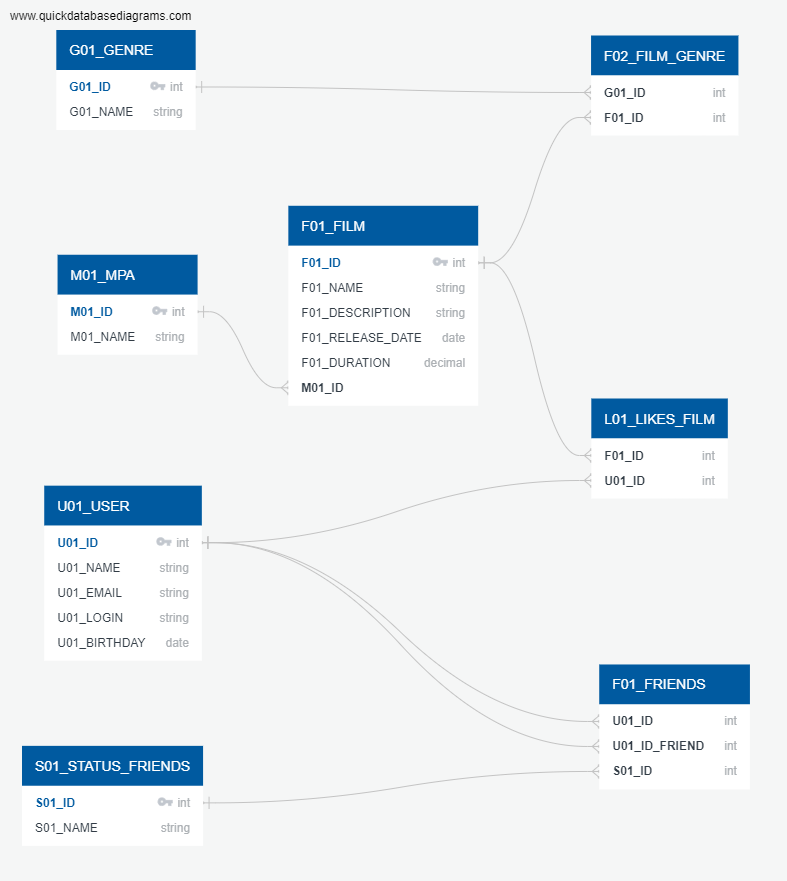 www.quickdatabasediagrams.com
G01_GENRE
G01_ID int
G01_NAME string
F02_FILM_GENRE
G01_ID int
F01_ID int
F01_FILM
F01_ID int
F01_NAME string
F01_DESCRIPTION string
F01_RELEASE_DATE date
F01_DURATION decimal
M01_ID
M01_MPA
M01_ID int
M01_NAME string
L01_LIKES_FILM
F01_ID int
U01_ID int
U01_USER
U01_ID int
U01_NAME string
U01_EMAIL string
U01_LOGIN string
U01_BIRTHDAY date
F01_FRIENDS
U01_ID int
U01_ID_FRIEND int
S01_ID int
S01_STATUS_FRIENDS
S01_ID int
S01_NAME string